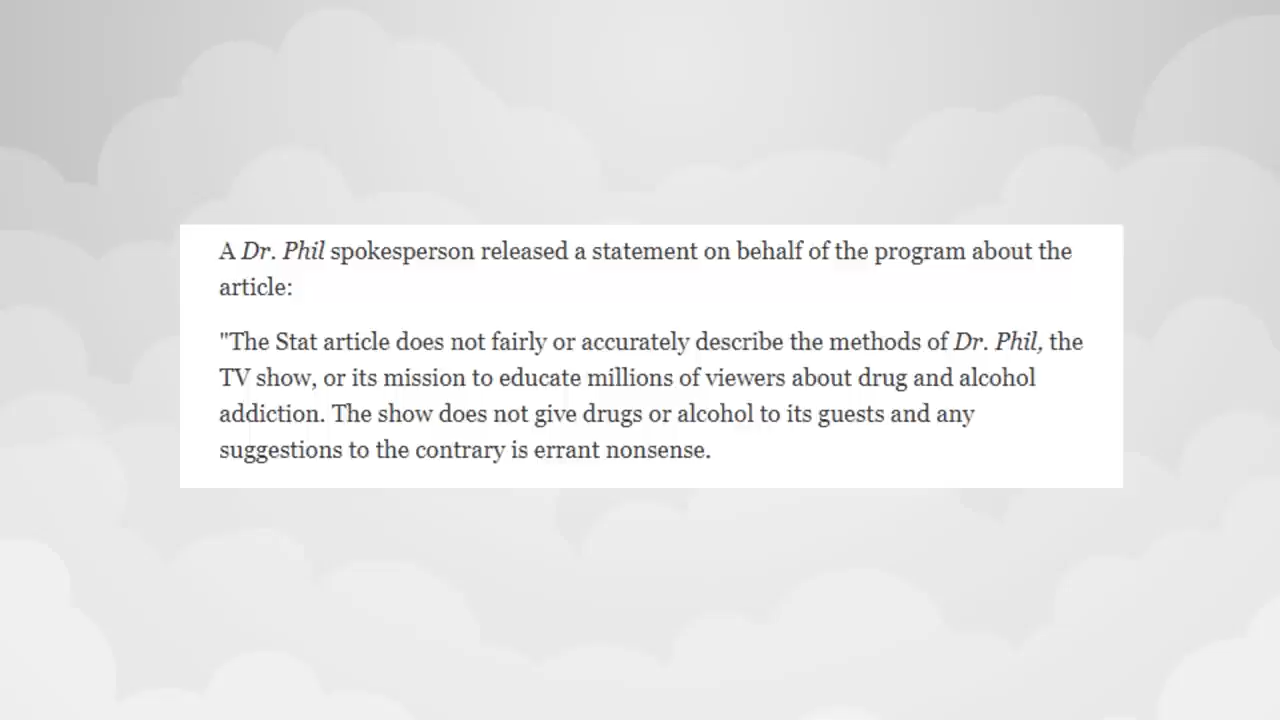 A Dr. Phil spokesperson released a statement on behalf of the program about the
article:
"The Stat article does not fairly or accurately describe the methods of Dr. Phil, the
TV show, or its mission to educate millions of viewers about drug and alcohol
addiction. The show does not give drugs or alcohol to its guests and any
suggestions to the contrary is errant nonsense.